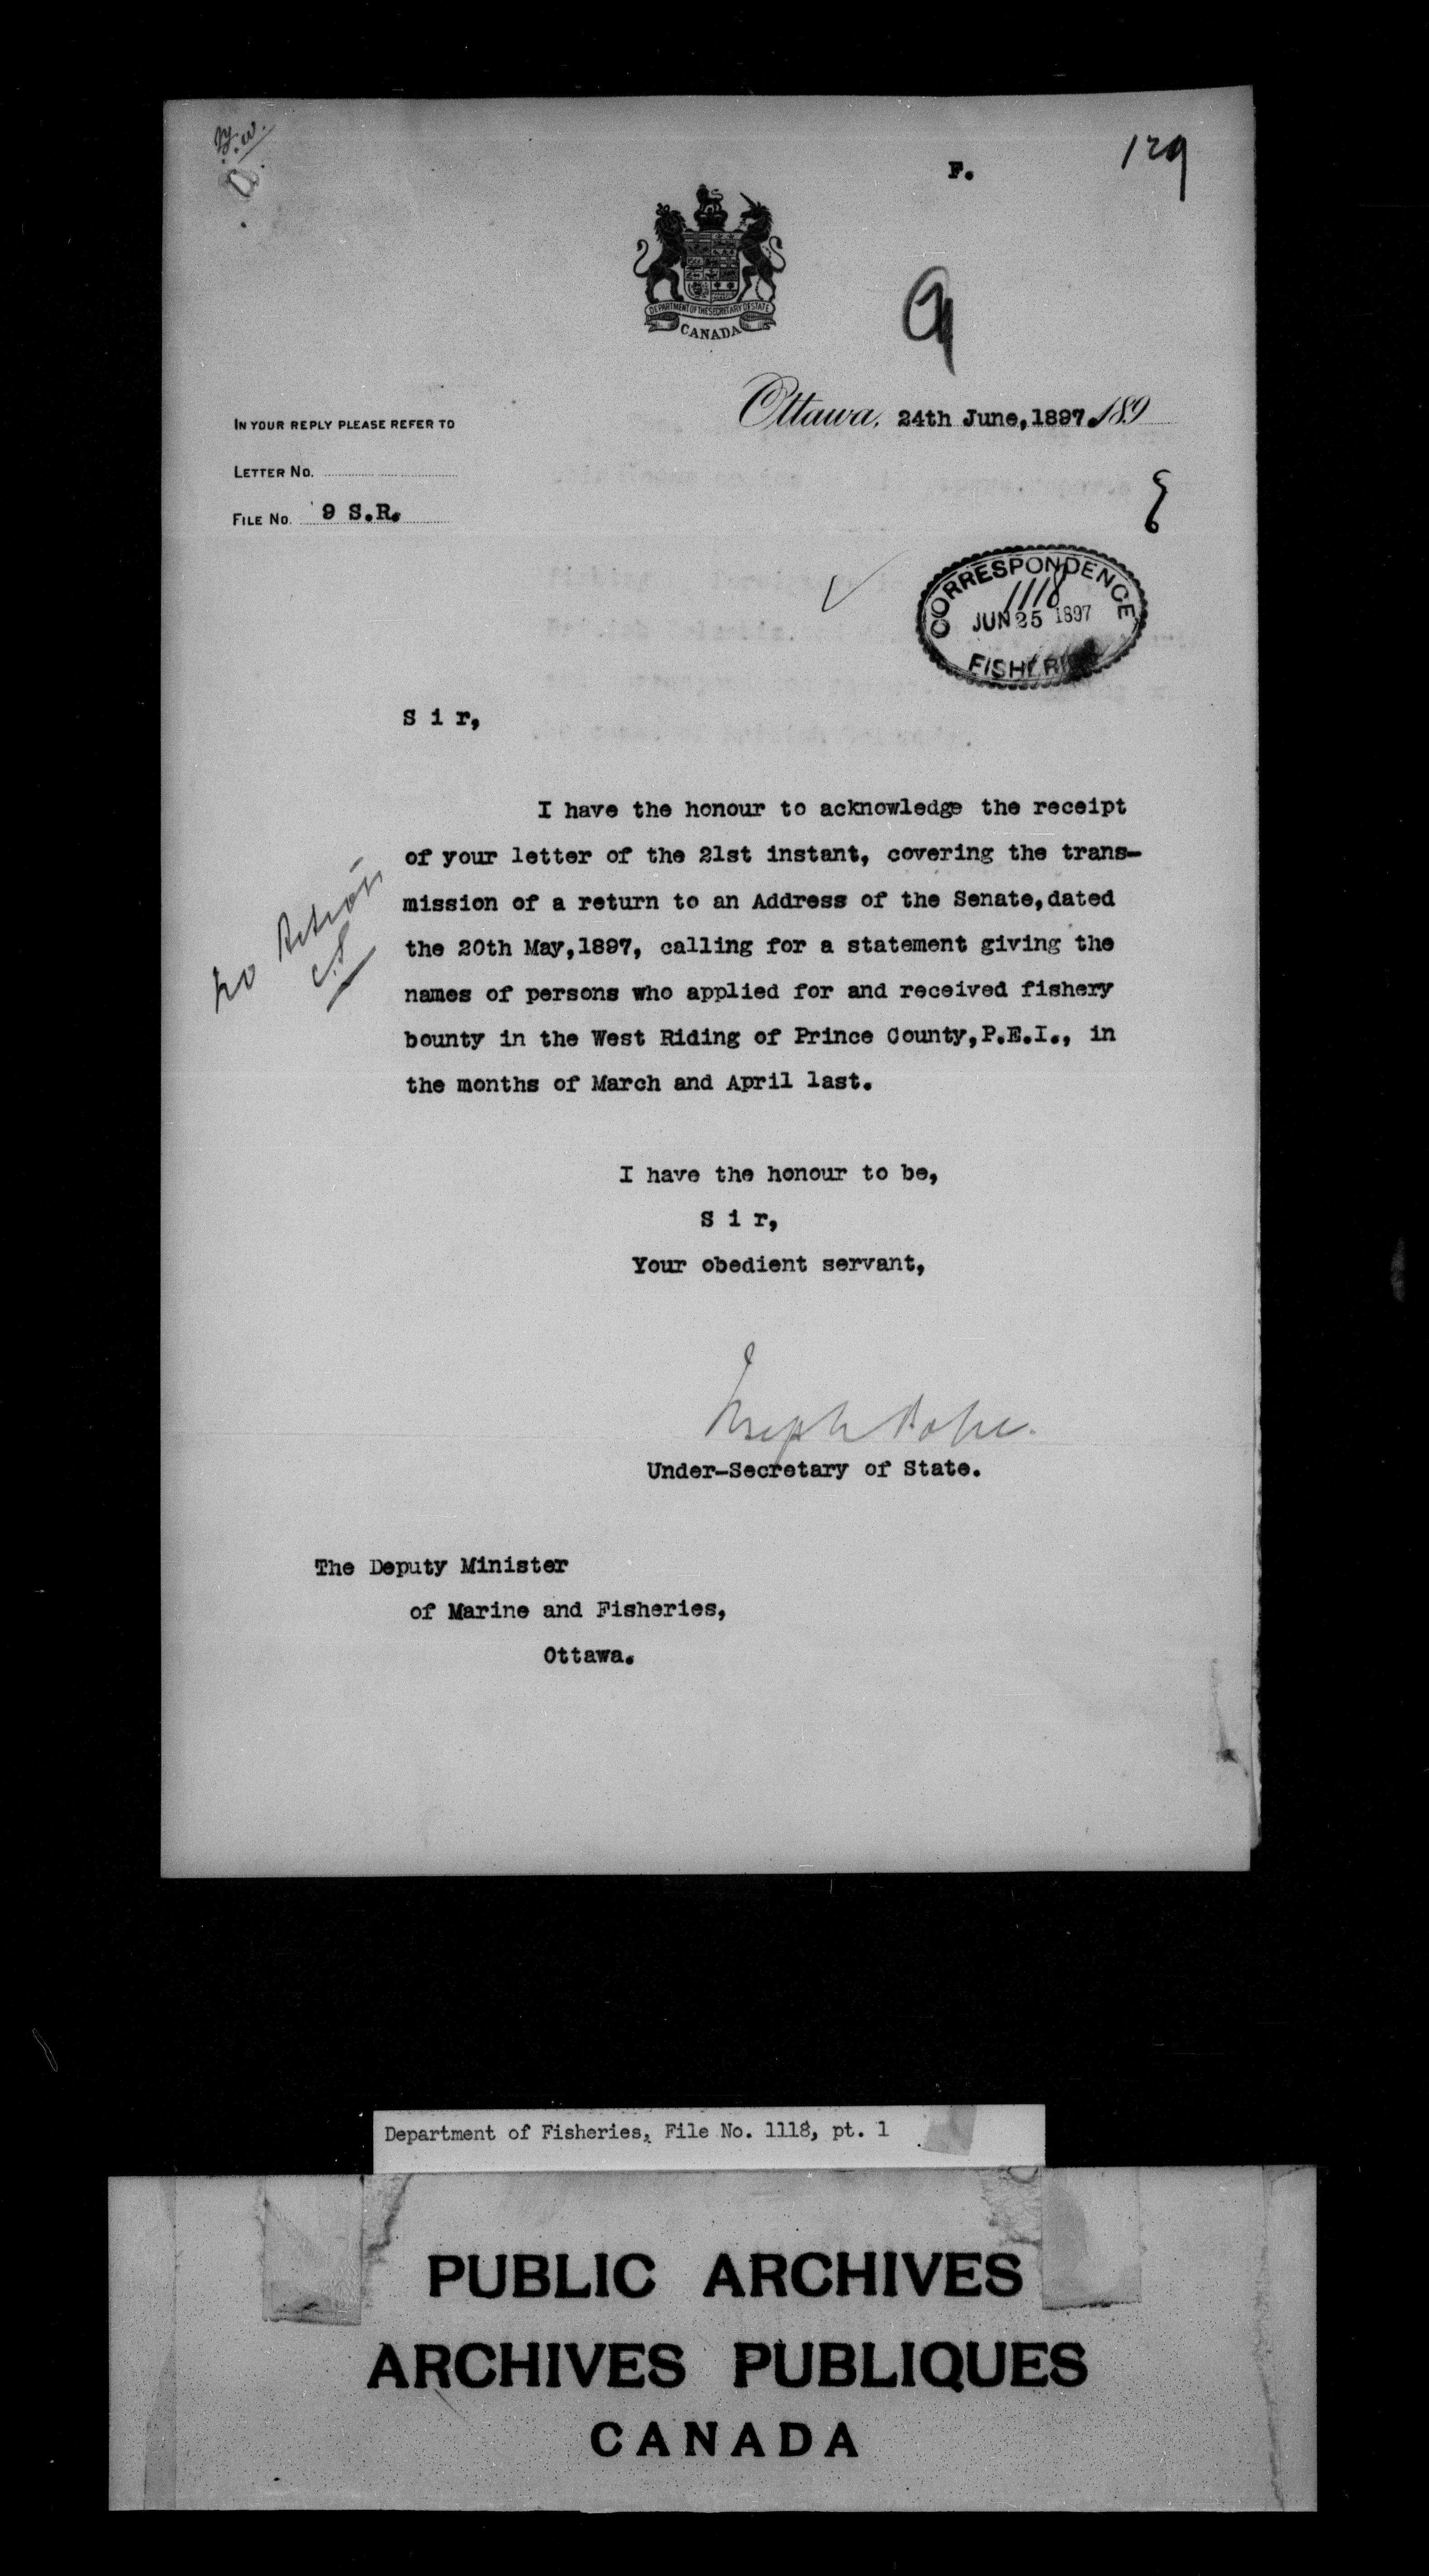 F.
129
DEPARTMENT OF THE SECRETARY OF STATE
CANADA
9
Ottawa, 24th June, 1897. 189
IN YOUR REPLY PLEASE REFER TO
LETTER No.
FILE No. 9 S.R.
CORRESPONDENCE
1118
JUN 25 1897
FISHERIES
S i r,
I have the honour to acknowledge the receipt
of your letter of the 21st instant, covering the trans-
mission of a return to an Address of the Senate, dated
the 20th May, 1897, calling for a statement giving the
names of persons who applied for and received fishery
bounty in the West Riding of Prince County, P.E.I., in
the months of March and April last.
No Action
I have the honour to be,
S i r,
Your obedient servant,
Joseph Pope.
Under-Secretary of State.
The Deputy Minister
of Marine and Fisheries,
Ottawa.
Department of Fisheries, File No. 1118, pt. 1
PUBLIC ARCHIVES
ARCHIVES PUBLIQUES
CANADA